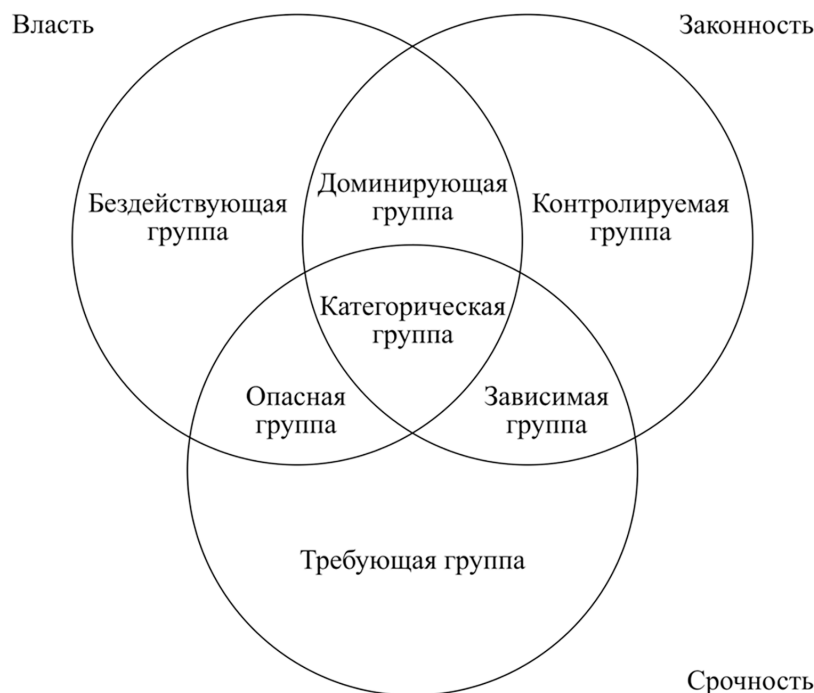 Власть
Законность
Доминирующая
группа
Бездействующая
группа
Контролируемая
группа
Категорическая
группа
Опасная
группа
Зависимая
группа
Требующая группа
Срочность